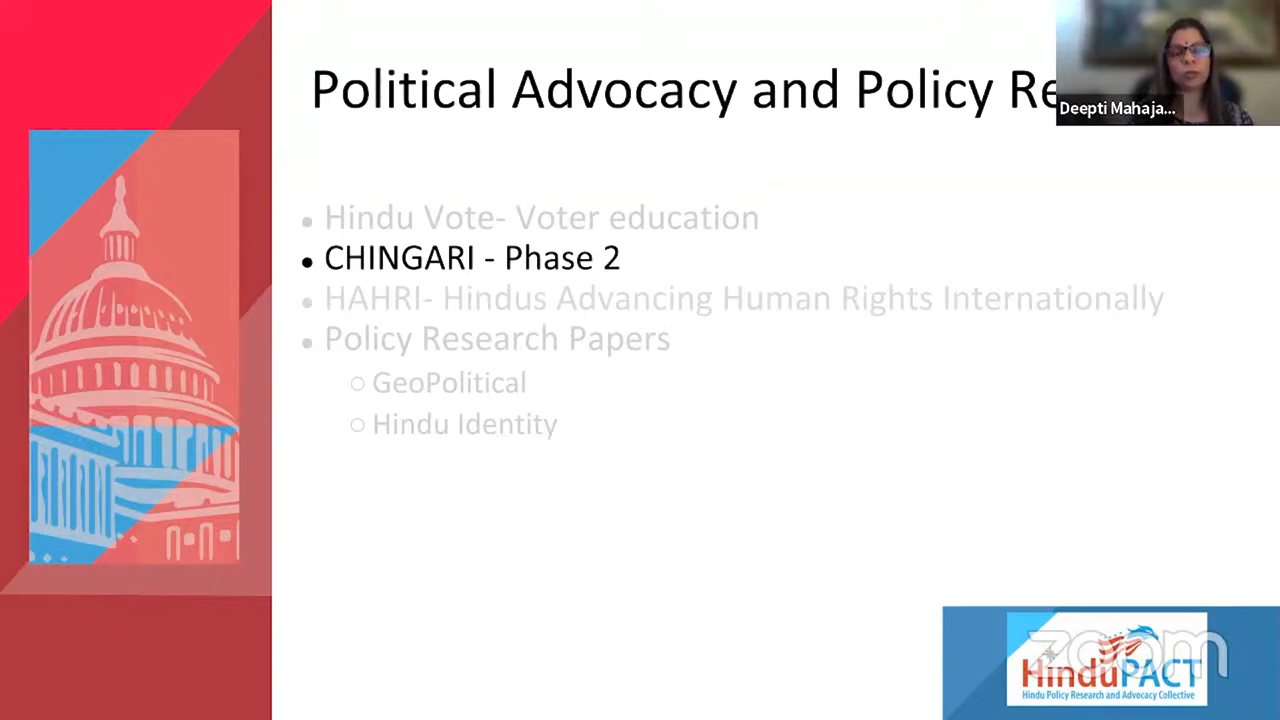 Political Advocacy and Policy Re
Deepti Mahaja...
• Hindu Vote- Voter education
• CHINGARI - Phase 2
• HAHRI- Hindus Advancing Human Rights Internationally
• Policy Research Papers
○ GeoPolitical
○ Hindu Identity
zoom
HinduPACT
Hindu Policy Research and Advocacy Collective